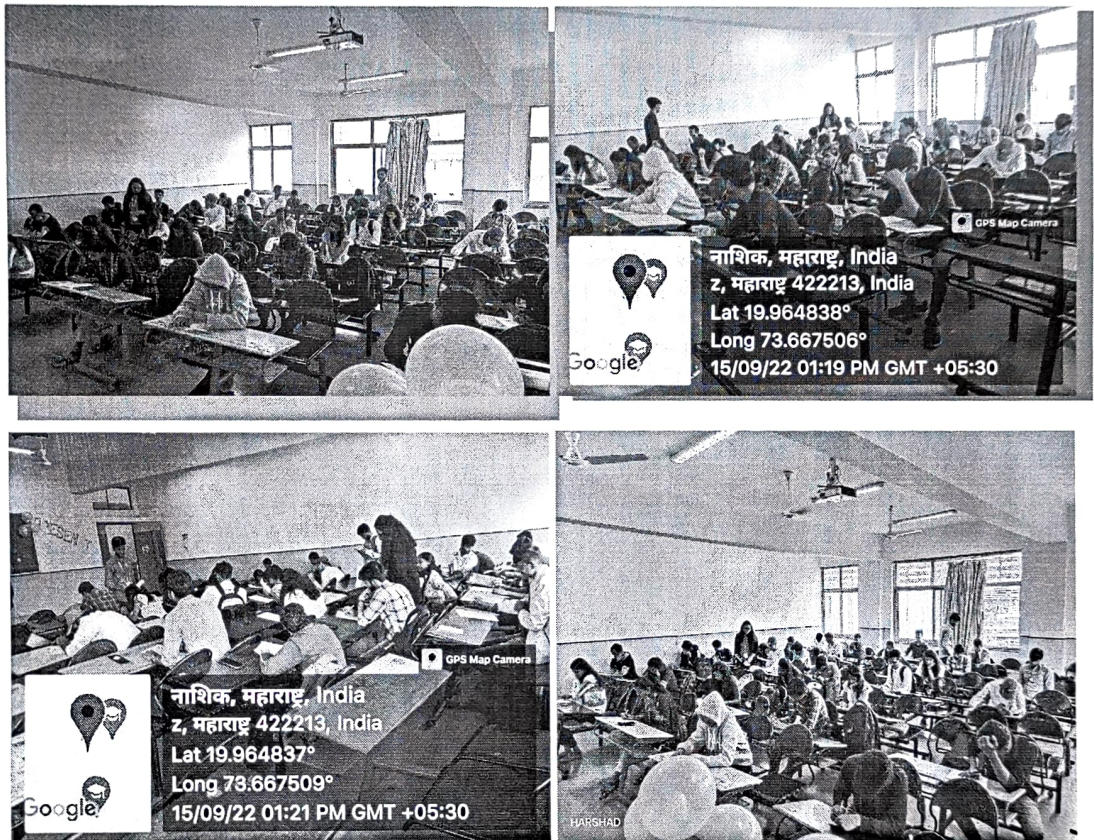 GPS Map Camera
नाशिक, महाराष्ट्र, India
z, महाराष्ट्र 422213, India
Lat 19.964838°
Long 73.667506°
15/09/22 01:19 PM GMT +05:30
Google
GPS Map Camera
नाशिक, महाराष्ट्र, India
z, महाराष्ट्र 422213, India
Lat 19.964837°
Long 73.667509°
15/09/22 01:21 PM GMT +05:30
Google
HARSHAD